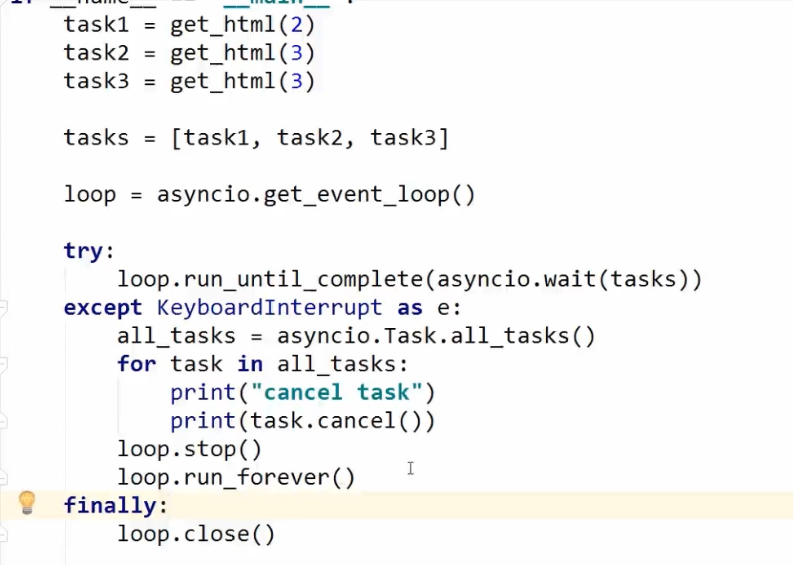 task1 = get_html(2)
    task2 = get_html(3)
    task3 = get_html(3)
    tasks = [task1, task2, task3]
    loop = asyncio.get_event_loop()
    try:
        loop.run_until_complete(asyncio.wait(tasks))
    except KeyboardInterrupt as e:
        all_tasks = asyncio.Task.all_tasks()
        for task in all_tasks:
            print("cancel task")
            print(task.cancel())
        loop.stop()
        loop.run_forever()
    finally:
        loop.close()